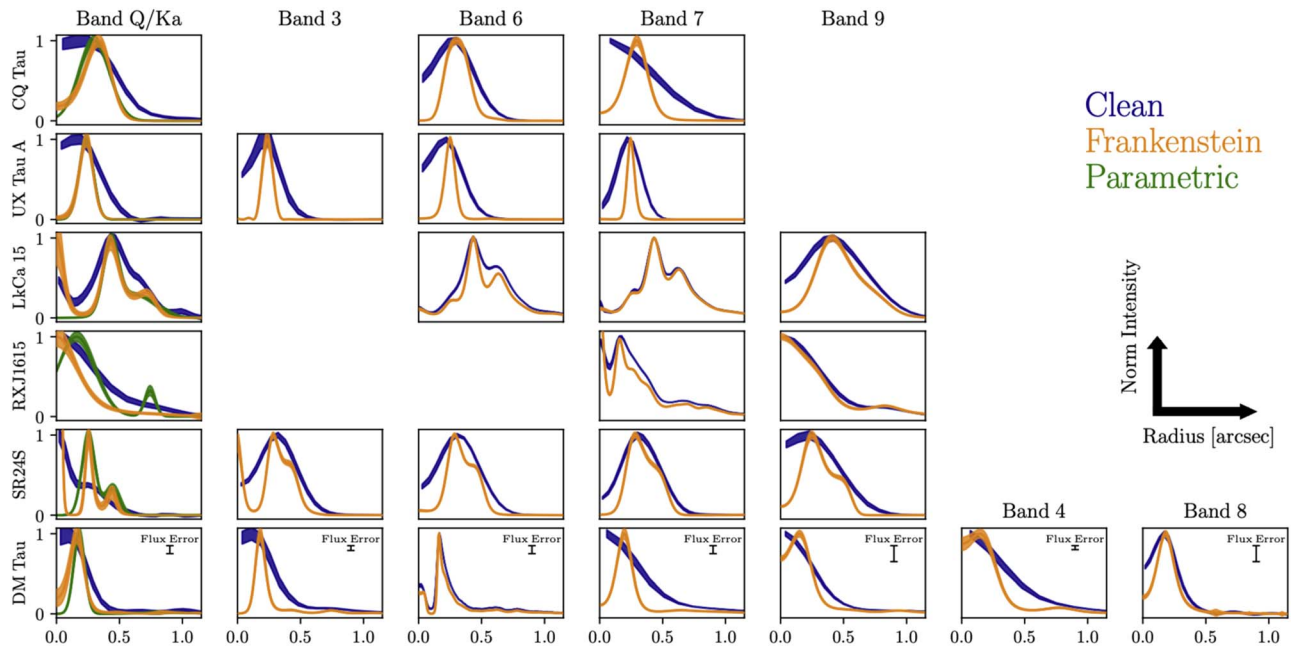 Band Q/Ka Band 3 Band 6 Band 7 Band 9
CQ Tau
1
0
UX Tau A
1
0
LkCa 15
1
0
RXJ1615
1
0
SR24S
1
0
DM Tau
1
0
Clean
Frankenstein
Parametric
Norm Intensity
Radius [arcsec]
Band 4 Band 8
Flux Error Flux Error Flux Error Flux Error Flux Error Flux Error Flux Error
0.0 0.5 1.0 0.0 0.5 1.0 0.0 0.5 1.0 0.0 0.5 1.0 0.0 0.5 1.0 0.0 0.5 1.0 0.0 0.5 1.0